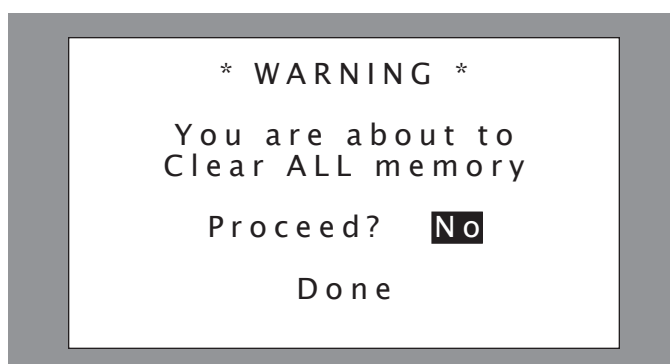 * WARNING *
You are about to
Clear ALL memory
Proceed? No
Done